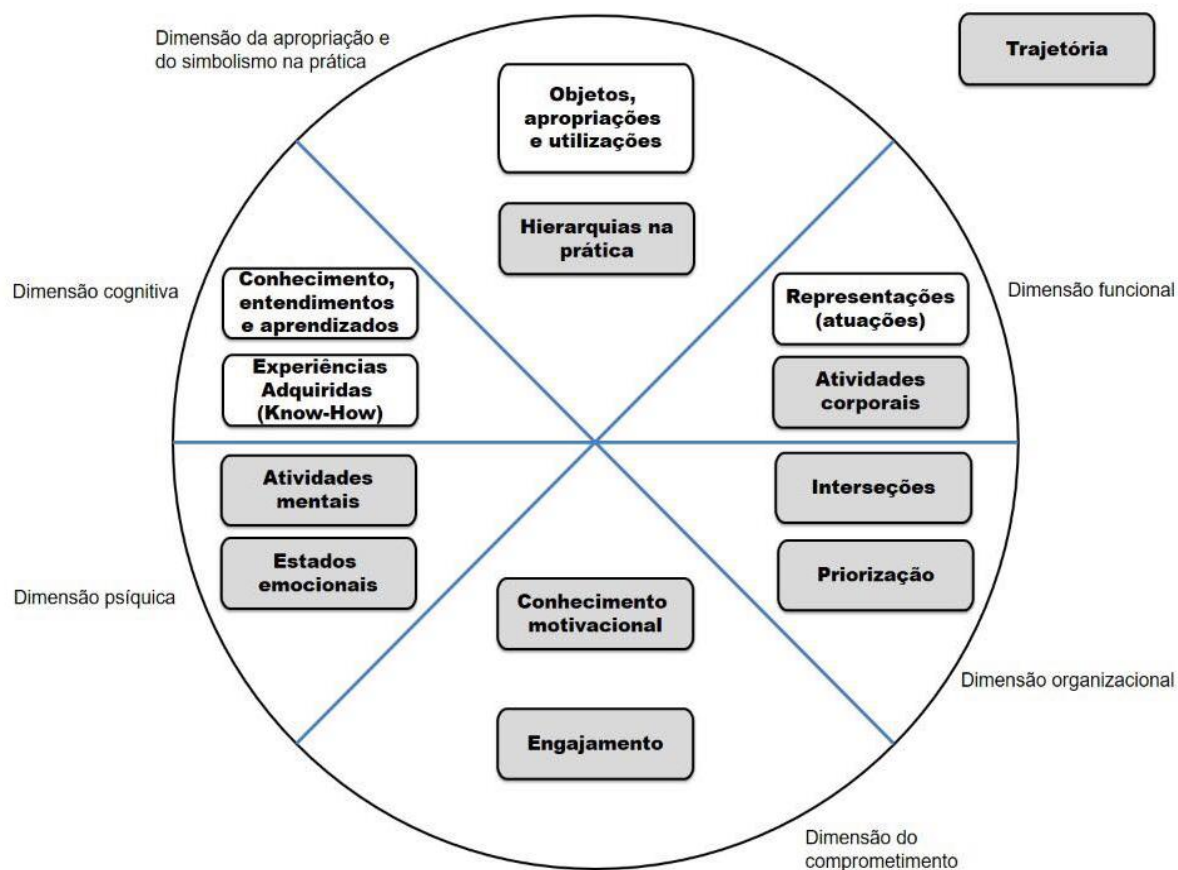 Dimensão da apropriação e
do simbolismo na prática
Trajetória
Objetos,
apropriações
e utilizações
Hierarquias na
prática
Dimensão cognitiva
Conhecimento,
entendimentos
e aprendizados
Experiências
Adquiridas
(Know-How)
Representações
(atuações)
Atividades
corporais
Dimensão funcional
Atividades
mentais
Estados
emocionais
Dimensão psíquica
Interseções
Priorização
Dimensão organizacional
Conhecimento
motivacional
Engajamento
Dimensão do
comprometimento